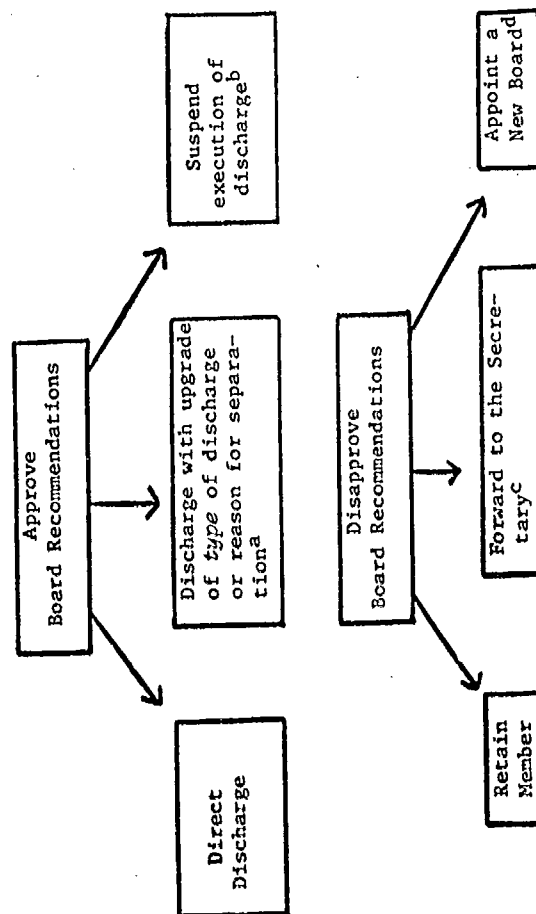 Approve
Board Recommendations
Direct
Discharge
Discharge with upgrade
of type of discharge
or reason for separa-
tionᵃ
Suspend
execution of
dischargeᵇ
Disapprove
Board Recommendations
Retain
Member
Forward to the Secre-
taryᶜ
Appoint a
New Boardᵈ